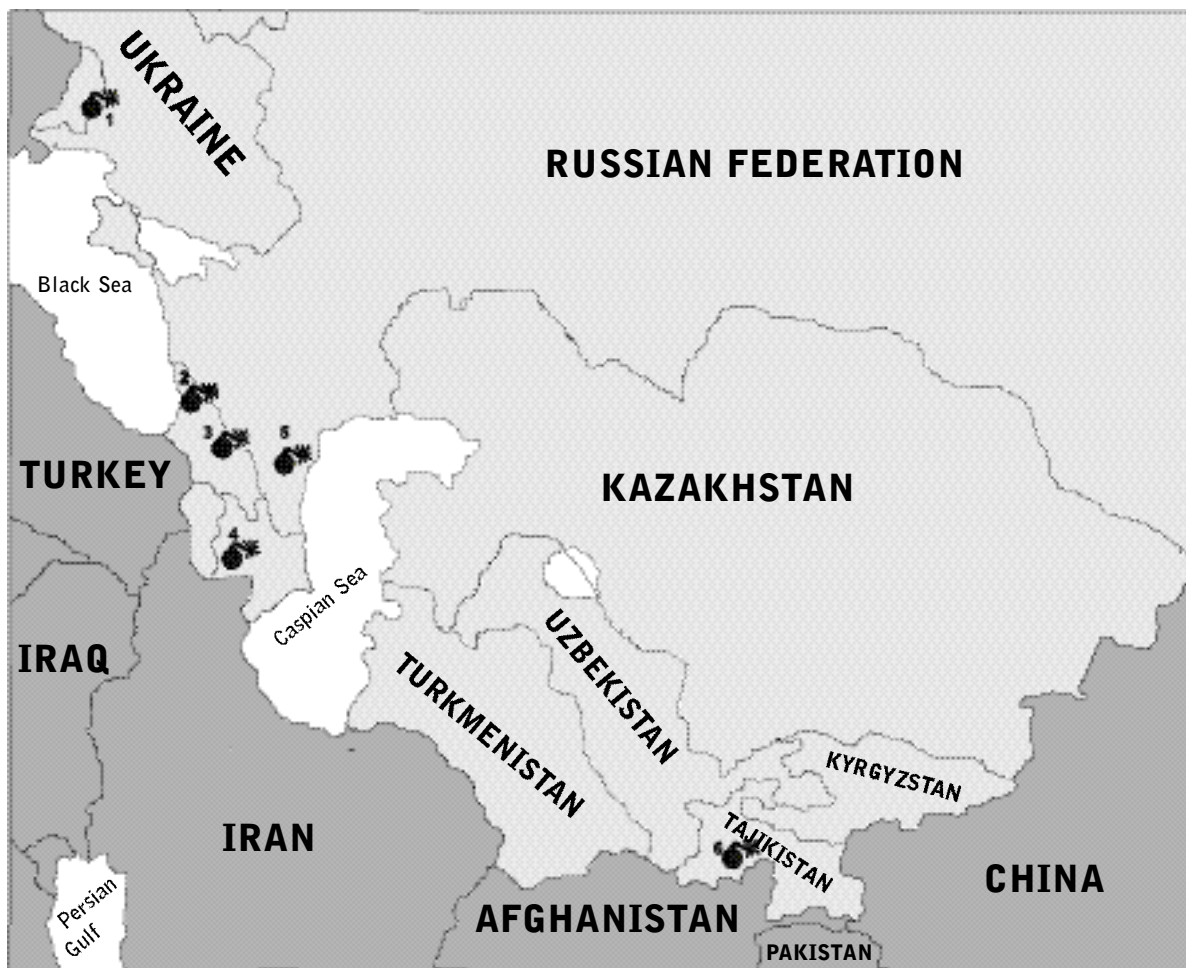 UKRAINE
1
RUSSIAN FEDERATION
Black Sea
2
3
5
TURKEY
KAZAKHSTAN
4
Caspian Sea
IRAQ
UZBEKISTAN
TURKMENISTAN
KYRGYZSTAN
IRAN
TAJIKISTAN
6
CHINA
Persian
Gulf
AFGHANISTAN
PAKISTAN